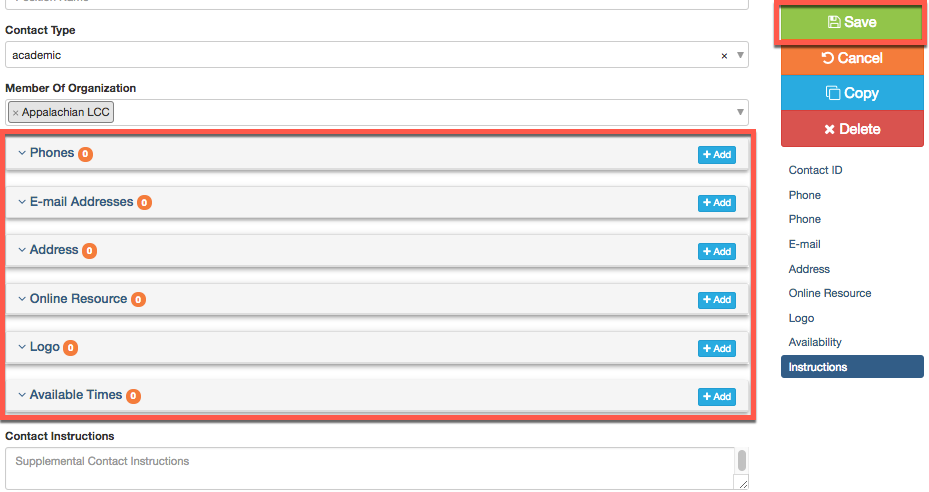 Position Name
Contact Type
academic × ▼
Member Of Organization
× Appalachian LCC ▼
Phones 0 + Add
E-mail Addresses 0 + Add
Address 0 + Add
Online Resource 0 + Add
Logo 0 + Add
Available Times 0 + Add
Contact Instructions
Supplemental Contact Instructions
Save
Cancel
Copy
Delete
Contact ID
Phone
Phone
E-mail
Address
Online Resource
Logo
Availability
Instructions